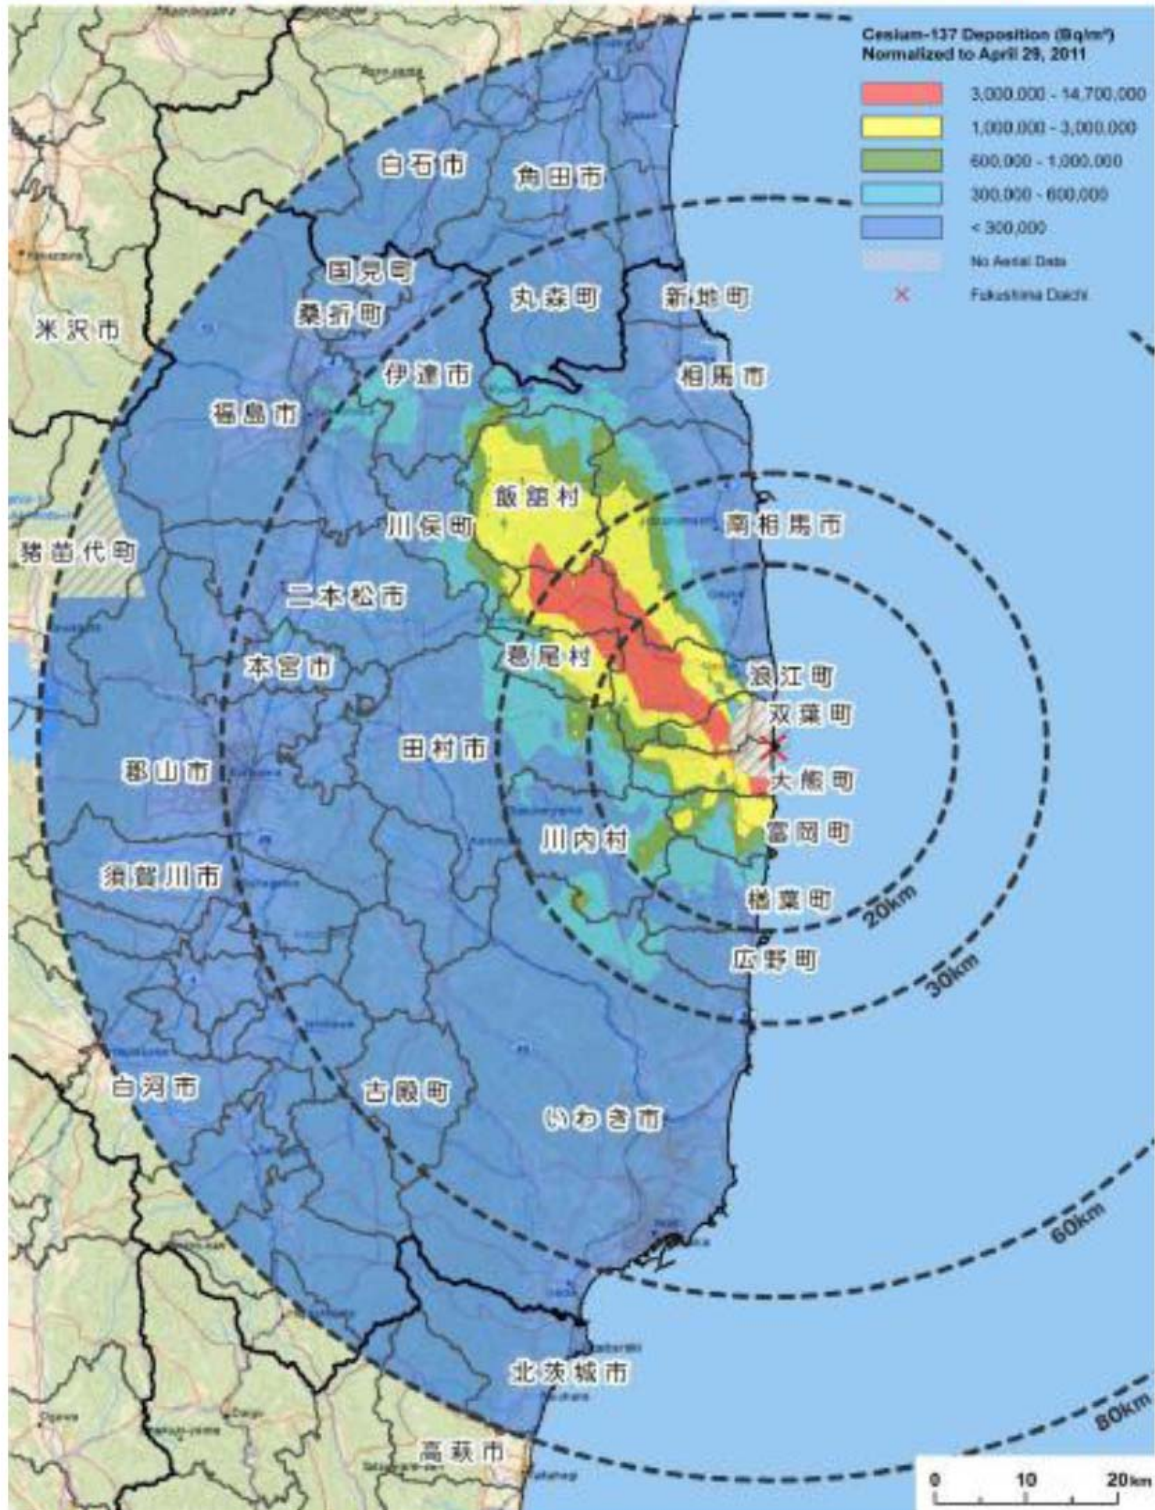 Cesium-137 Deposition (Bq/m²)
Normalized to April 29, 2011
3,000,000 - 14,700,000
1,000,000 - 3,000,000
600,000 - 1,000,000
300,000 - 600,000
< 300,000
No Aerial Data
Fukushima Daichi
白石市
角田市
国見町
丸森町
新地町
桑折町
米沢市
伊達市
相馬市
福島市
飯舘村
川俣町
南相馬市
猪苗代町
二本松市
葛尾村
本宮市
浪江町
双葉町
田村市
郡山市
大熊町
富岡町
川内村
須賀川市
楢葉町
20km
広野町
30km
白河市
古殿町
いわき市
60km
北茨城市
80km
高萩市
Ogawa
Daigo
0 10 20km